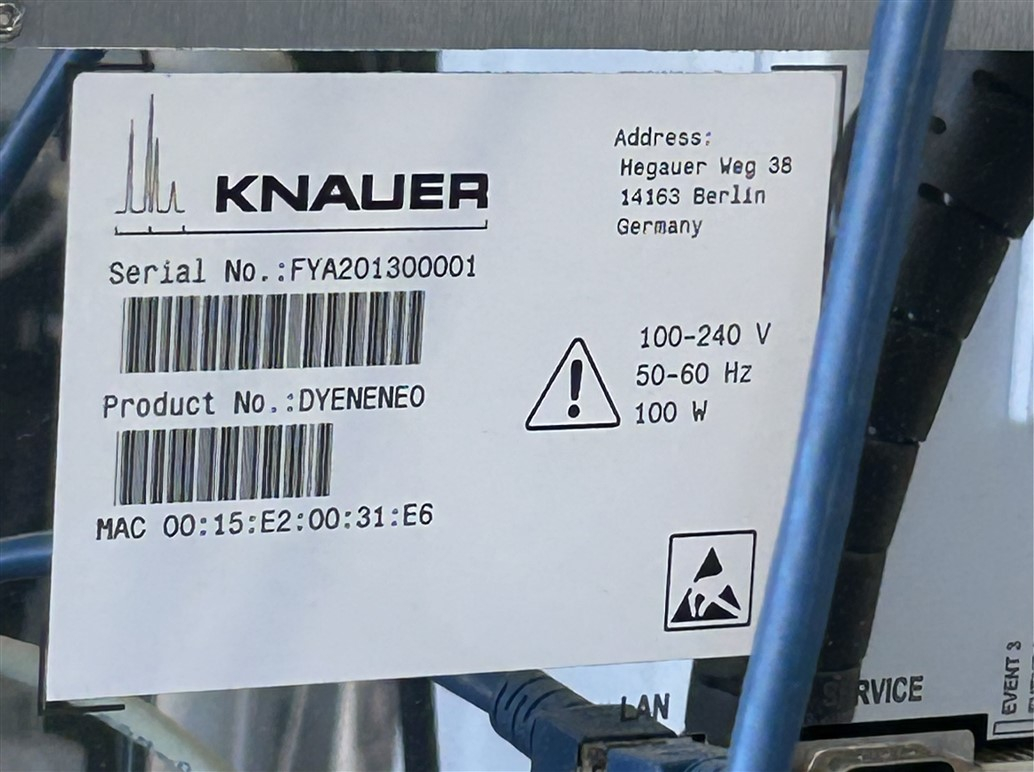 KNAUER
Address:
Hegauer Weg 38
14163 Berlin
Germany
Serial No.:FYA201300001
Product No.:DYENENEO
MAC 00:15:E2:00:31:E6
100-240 V
50-60 Hz
100 W
LAN
SERVICE
EVENT 3